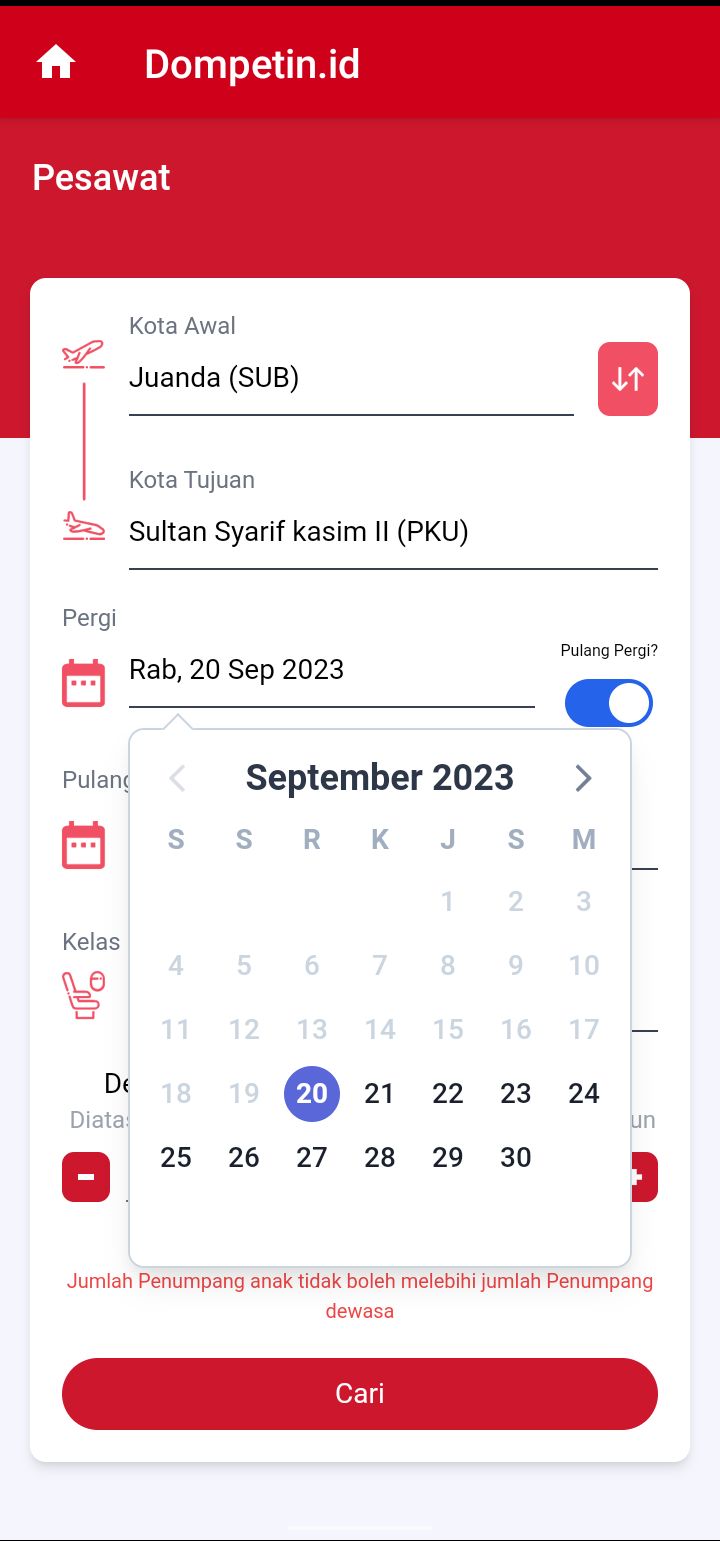 Dompetin.id
Pesawat
Kota Awal
Juanda (SUB)
Kota Tujuan
Sultan Syarif kasim II (PKU)
Pergi
Pulang Pergi?
Rab, 20 Sep 2023
Pulang
September 2023
S S R K J S M
1 2 3
4 5 6 7 8 9 10
Kelas
11 12 13 14 15 16 17
18 19 20 21 22 23 24
25 26 27 28 29 30
Jumlah Penumpang anak tidak boleh melebihi jumlah Penumpang
dewasa
Cari